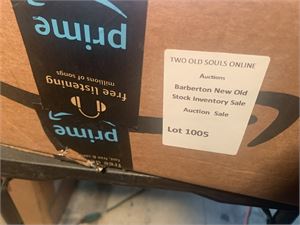 prime
free listening
millions of songs
prime
TWO OLD SOULS ONLINE
Auctions
Barberton New Old
Stock Inventory Sale
Auction Sale
Lot 1005